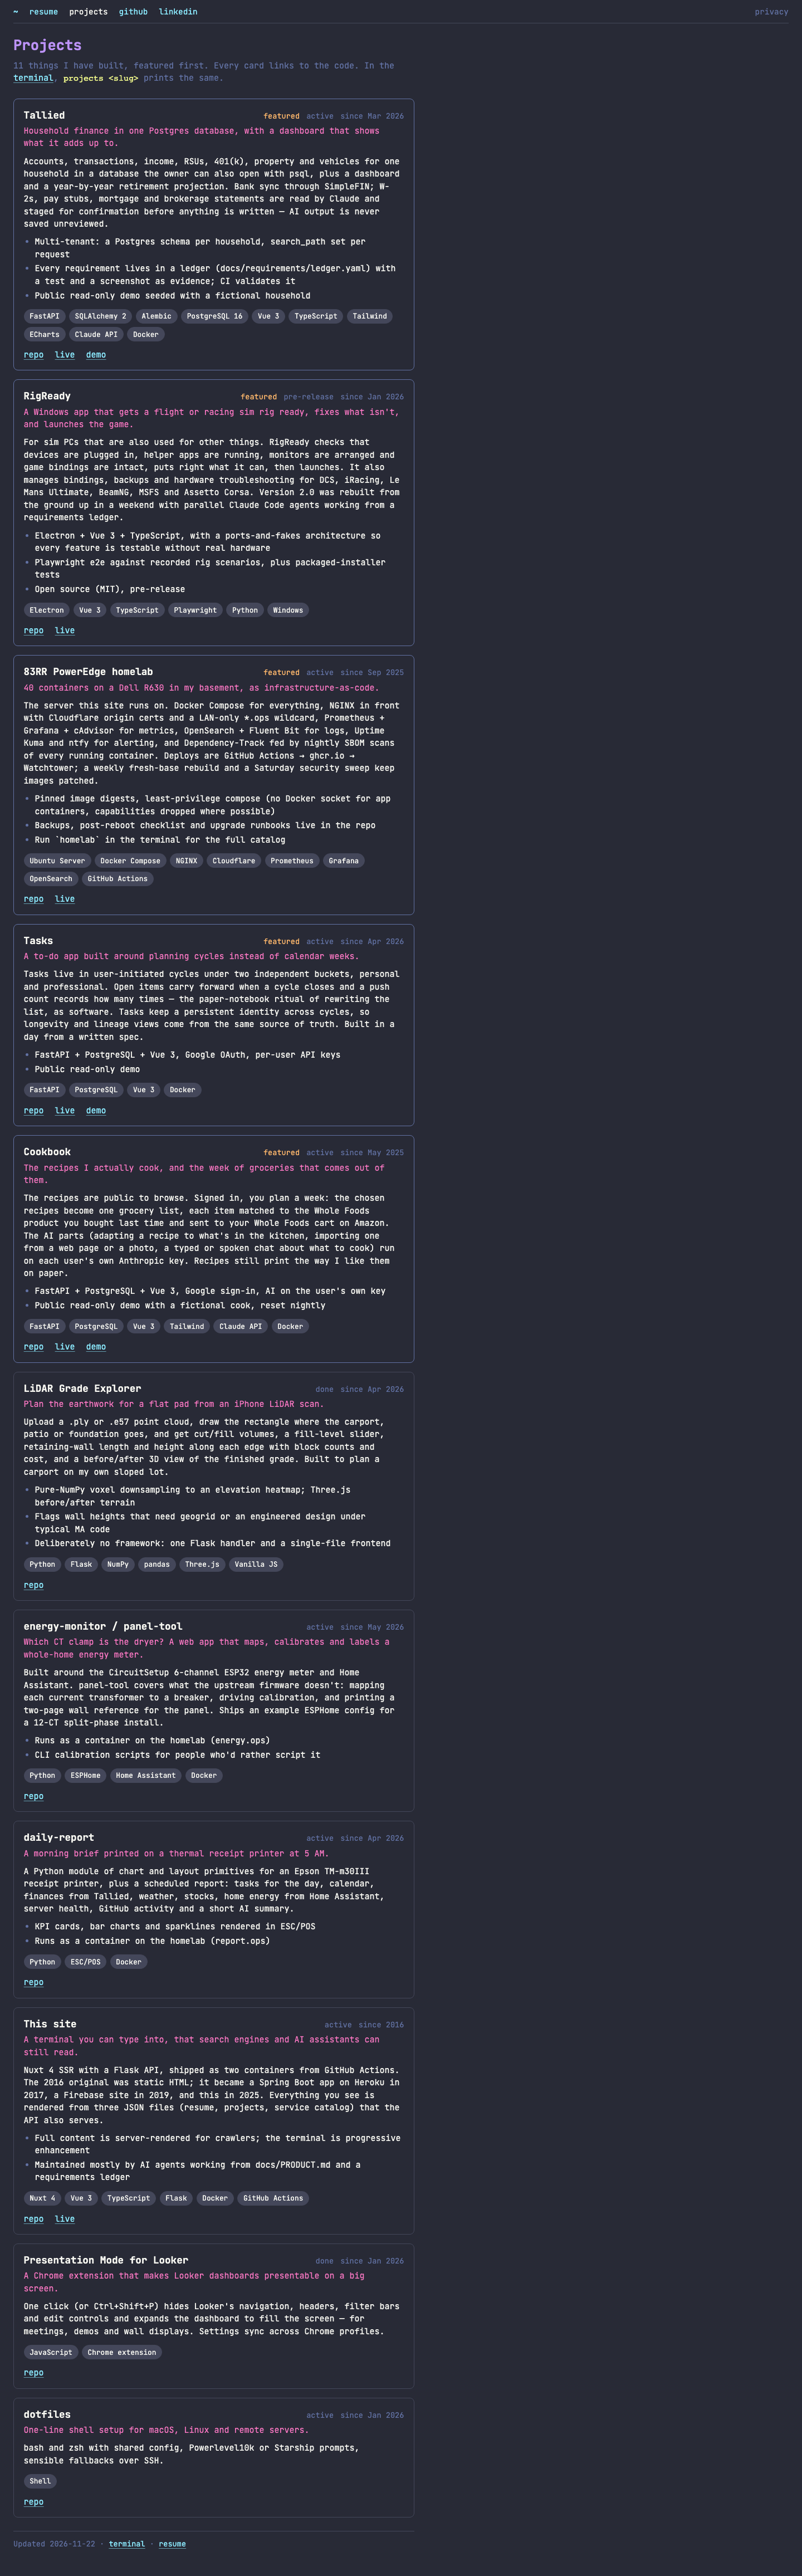 ~ resume projects github linkedin privacy
Projects
11 things I have built, featured first. Every card links to the code. In the
terminal, projects <slug> prints the same.
Tallied featured active since Mar 2026
Household finance in one Postgres database, with a dashboard that shows
what it adds up to.
Accounts, transactions, income, RSUs, 401(k), property and vehicles for one
household in a database the owner can also open with psql, plus a dashboard
and a year-by-year retirement projection. Bank sync through SimpleFIN; W-
2s, pay stubs, mortgage and brokerage statements are read by Claude and
staged for confirmation before anything is written — AI output is never
saved unreviewed.
• Multi-tenant: a Postgres schema per household, search_path set per
request
• Every requirement lives in a ledger (docs/requirements/ledger.yaml) with
a test and a screenshot as evidence; CI validates it
• Public read-only demo seeded with a fictional household
FastAPI SQLAlchemy 2 Alembic PostgreSQL 16 Vue 3 TypeScript Tailwind
ECharts Claude API Docker
repo live demo
RigReady featured pre-release since Jan 2026
A Windows app that gets a flight or racing sim rig ready, fixes what isn't,
and launches the game.
For sim PCs that are also used for other things. RigReady checks that
devices are plugged in, helper apps are running, monitors are arranged and
game bindings are intact, puts right what it can, then launches. It also
manages bindings, backups and hardware troubleshooting for DCS, iRacing, Le
Mans Ultimate, BeamNG, MSFS and Assetto Corsa. Version 2.0 was rebuilt from
the ground up in a weekend with parallel Claude Code agents working from a
requirements ledger.
• Electron + Vue 3 + TypeScript, with a ports-and-fakes architecture so
every feature is testable without real hardware
• Playwright e2e against recorded rig scenarios, plus packaged-installer
tests
• Open source (MIT), pre-release
Electron Vue 3 TypeScript Playwright Python Windows
repo live
83RR PowerEdge homelab featured active since Sep 2025
40 containers on a Dell R630 in my basement, as infrastructure-as-code.
The server this site runs on. Docker Compose for everything, NGINX in front
with Cloudflare origin certs and a LAN-only *.ops wildcard, Prometheus +
Grafana + cAdvisor for metrics, OpenSearch + Fluent Bit for logs, Uptime
Kuma and ntfy for alerting, and Dependency-Track fed by nightly SBOM scans
of every running container. Deploys are GitHub Actions → ghcr.io →
Watchtower; a weekly fresh-base rebuild and a Saturday security sweep keep
images patched.
• Pinned image digests, least-privilege compose (no Docker socket for app
containers, capabilities dropped where possible)
• Backups, post-reboot checklist and upgrade runbooks live in the repo
• Run `homelab` in the terminal for the full catalog
Ubuntu Server Docker Compose NGINX Cloudflare Prometheus Grafana
OpenSearch GitHub Actions
repo live
Tasks featured active since Apr 2026
A to-do app built around planning cycles instead of calendar weeks.
Tasks live in user-initiated cycles under two independent buckets, personal
and professional. Open items carry forward when a cycle closes and a push
count records how many times — the paper-notebook ritual of rewriting the
list, as software. Tasks keep a persistent identity across cycles, so
longevity and lineage views come from the same source of truth. Built in a
day from a written spec.
• FastAPI + PostgreSQL + Vue 3, Google OAuth, per-user API keys
• Public read-only demo
FastAPI PostgreSQL Vue 3 Docker
repo live demo
Cookbook featured active since May 2025
The recipes I actually cook, and the week of groceries that comes out of
them.
The recipes are public to browse. Signed in, you plan a week: the chosen
recipes become one grocery list, each item matched to the Whole Foods
product you bought last time and sent to your Whole Foods cart on Amazon.
The AI parts (adapting a recipe to what's in the kitchen, importing one
from a web page or a photo, a typed or spoken chat about what to cook) run
on each user's own Anthropic key. Recipes still print the way I like them
on paper.
• FastAPI + PostgreSQL + Vue 3, Google sign-in, AI on the user's own key
• Public read-only demo with a fictional cook, reset nightly
FastAPI PostgreSQL Vue 3 Tailwind Claude API Docker
repo live demo
LiDAR Grade Explorer done since Apr 2026
Plan the earthwork for a flat pad from an iPhone LiDAR scan.
Upload a .ply or .e57 point cloud, draw the rectangle where the carport,
patio or foundation goes, and get cut/fill volumes, a fill-level slider,
retaining-wall length and height along each edge with block counts and
cost, and a before/after 3D view of the finished grade. Built to plan a
carport on my own sloped lot.
• Pure-NumPy voxel downsampling to an elevation heatmap; Three.js
before/after terrain
• Flags wall heights that need geogrid or an engineered design under
typical MA code
• Deliberately no framework: one Flask handler and a single-file frontend
Python Flask NumPy pandas Three.js Vanilla JS
repo
energy-monitor / panel-tool active since May 2026
Which CT clamp is the dryer? A web app that maps, calibrates and labels a
whole-home energy meter.
Built around the CircuitSetup 6-channel ESP32 energy meter and Home
Assistant. panel-tool covers what the upstream firmware doesn't: mapping
each current transformer to a breaker, driving calibration, and printing a
two-page wall reference for the panel. Ships an example ESPHome config for
a 12-CT split-phase install.
• Runs as a container on the homelab (energy.ops)
• CLI calibration scripts for people who'd rather script it
Python ESPHome Home Assistant Docker
repo
daily-report active since Apr 2026
A morning brief printed on a thermal receipt printer at 5 AM.
A Python module of chart and layout primitives for an Epson TM-m30III
receipt printer, plus a scheduled report: tasks for the day, calendar,
finances from Tallied, weather, stocks, home energy from Home Assistant,
server health, GitHub activity and a short AI summary.
• KPI cards, bar charts and sparklines rendered in ESC/POS
• Runs as a container on the homelab (report.ops)
Python ESC/POS Docker
repo
This site active since 2016
A terminal you can type into, that search engines and AI assistants can
still read.
Nuxt 4 SSR with a Flask API, shipped as two containers from GitHub Actions.
The 2016 original was static HTML; it became a Spring Boot app on Heroku in
2017, a Firebase site in 2019, and this in 2025. Everything you see is
rendered from three JSON files (resume, projects, service catalog) that the
API also serves.
• Full content is server-rendered for crawlers; the terminal is progressive
enhancement
• Maintained mostly by AI agents working from docs/PRODUCT.md and a
requirements ledger
Nuxt 4 Vue 3 TypeScript Flask Docker GitHub Actions
repo live
Presentation Mode for Looker done since Jan 2026
A Chrome extension that makes Looker dashboards presentable on a big
screen.
One click (or Ctrl+Shift+P) hides Looker's navigation, headers, filter bars
and edit controls and expands the dashboard to fill the screen — for
meetings, demos and wall displays. Settings sync across Chrome profiles.
JavaScript Chrome extension
repo
dotfiles active since Jan 2026
One-line shell setup for macOS, Linux and remote servers.
bash and zsh with shared config, Powerlevel10k or Starship prompts,
sensible fallbacks over SSH.
Shell
repo
Updated 2026-11-22 · terminal · resume